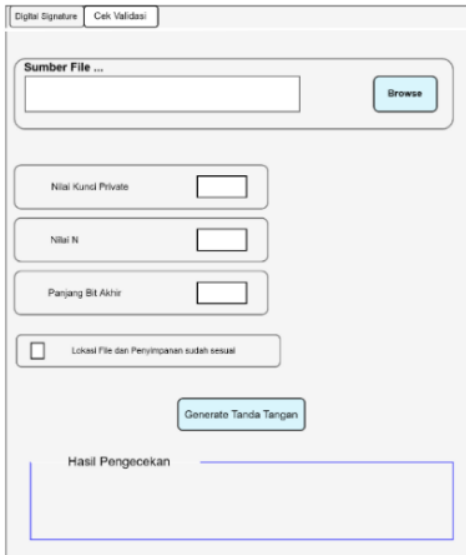 Digital Signature Cek Validasi
Sumber File ...
Browse
Nilai Kunci Private
Nilai N
Panjang Bit Akhir
Lokasi File dan Penyimpanan sudah sesuai
Generate Tanda Tangan
Hasil Pengecekan